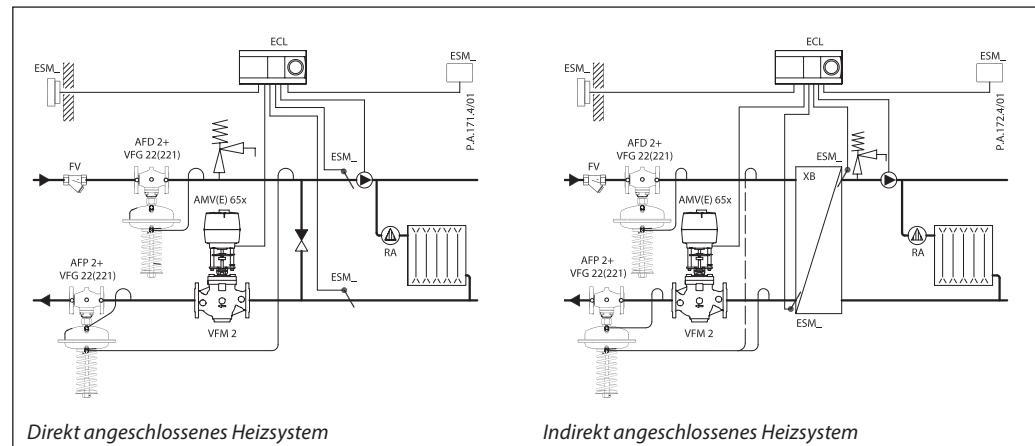 ECL
ESM_
ESM_
P.A.171.4/01
AFD 2+
VFG 22(221)
FV
ESM_
AMV(E) 65x
RA
AFP 2+
VFG 22(221)
ESM_
VFM 2
Direkt angeschlossenes Heizsystem
ECL
ESM_
ESM_
P.A.172.4/01
AFD 2+
VFG 22(221)
FV
ESM_
XB
AMV(E) 65x
RA
AFP 2+
VFG 22(221)
ESM_
VFM 2
Indirekt angeschlossenes Heizsystem